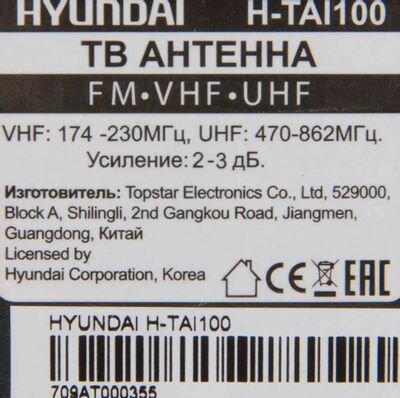 HYUNDAI H-TAI100
ТВ АНТЕННА
FM•VHF•UHF
VHF: 174 -230МГц, UHF: 470-862МГц.
Усиление: 2-3 дБ.
Изготовитель: Topstar Electronics Co., Ltd, 529000,
Block A, Shilingli, 2nd Gangkou Road, Jiangmen,
Guangdong, Китай
Licensed by
Hyundai Corporation, Korea
CE EAC
HYUNDAI H-TAI100
709AT000355